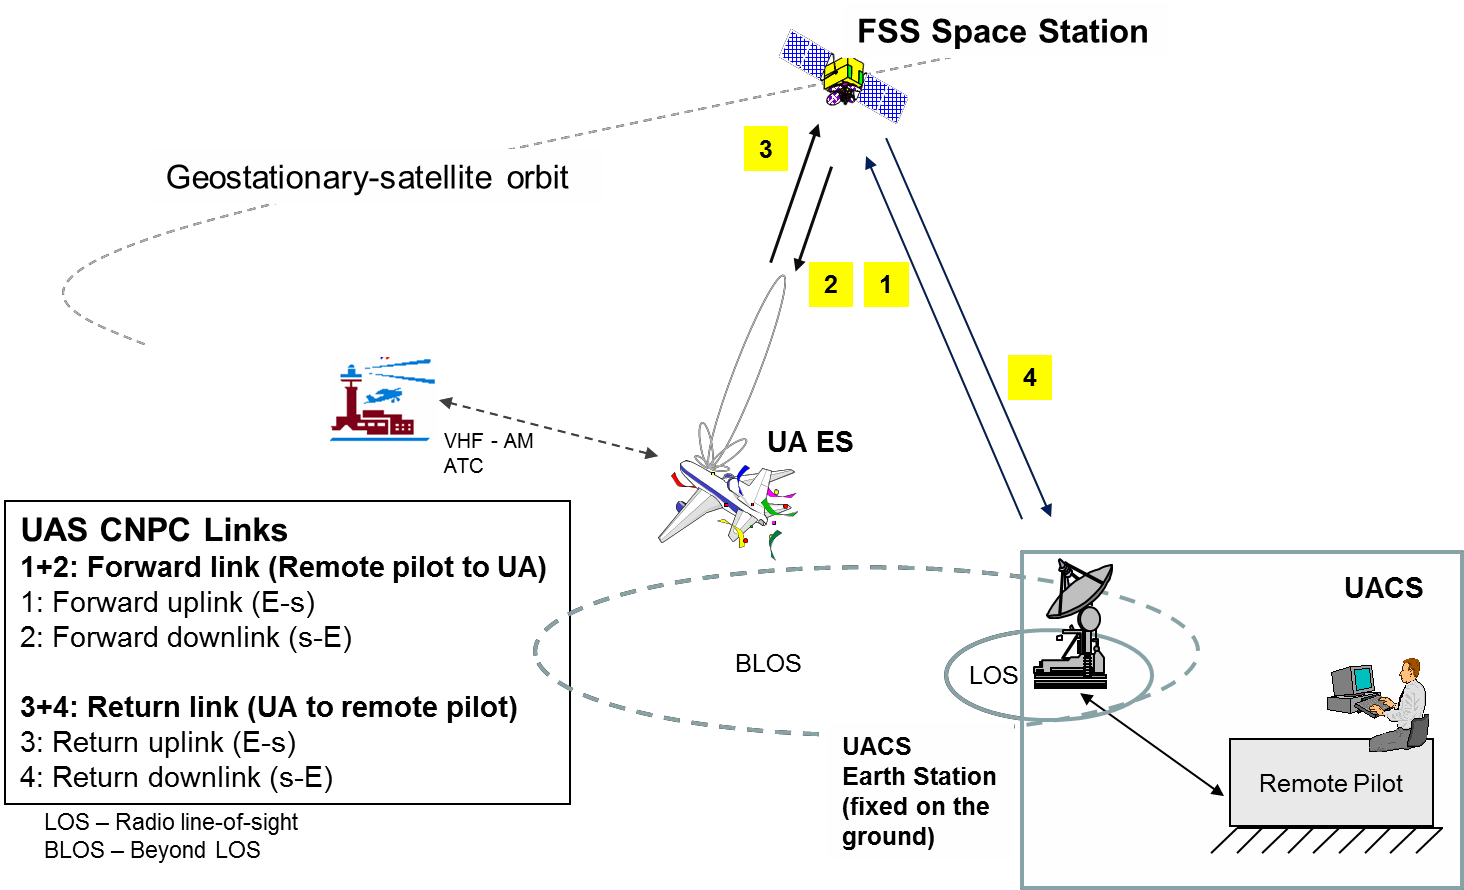 FSS Space Station
3
Geostationary-satellite orbit
2
1
4
VHF - AM
ATC
UA ES
UAS CNPC Links
1+2: Forward link (Remote pilot to UA)
1: Forward uplink (E-s)
2: Forward downlink (s-E)
3+4: Return link (UA to remote pilot)
3: Return uplink (E-s)
4: Return downlink (s-E)
LOS – Radio line-of-sight
BLOS – Beyond LOS
BLOS
LOS
UACS
UACS
Earth Station
(fixed on the
ground)
Remote Pilot